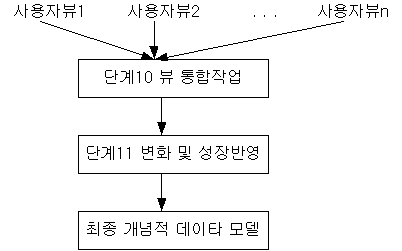 사용자뷰1 사용자뷰2 . . . 사용자뷰n
단계10 뷰 통합작업
단계11 변화 및 성장반영
최종 개념적 데이타 모델